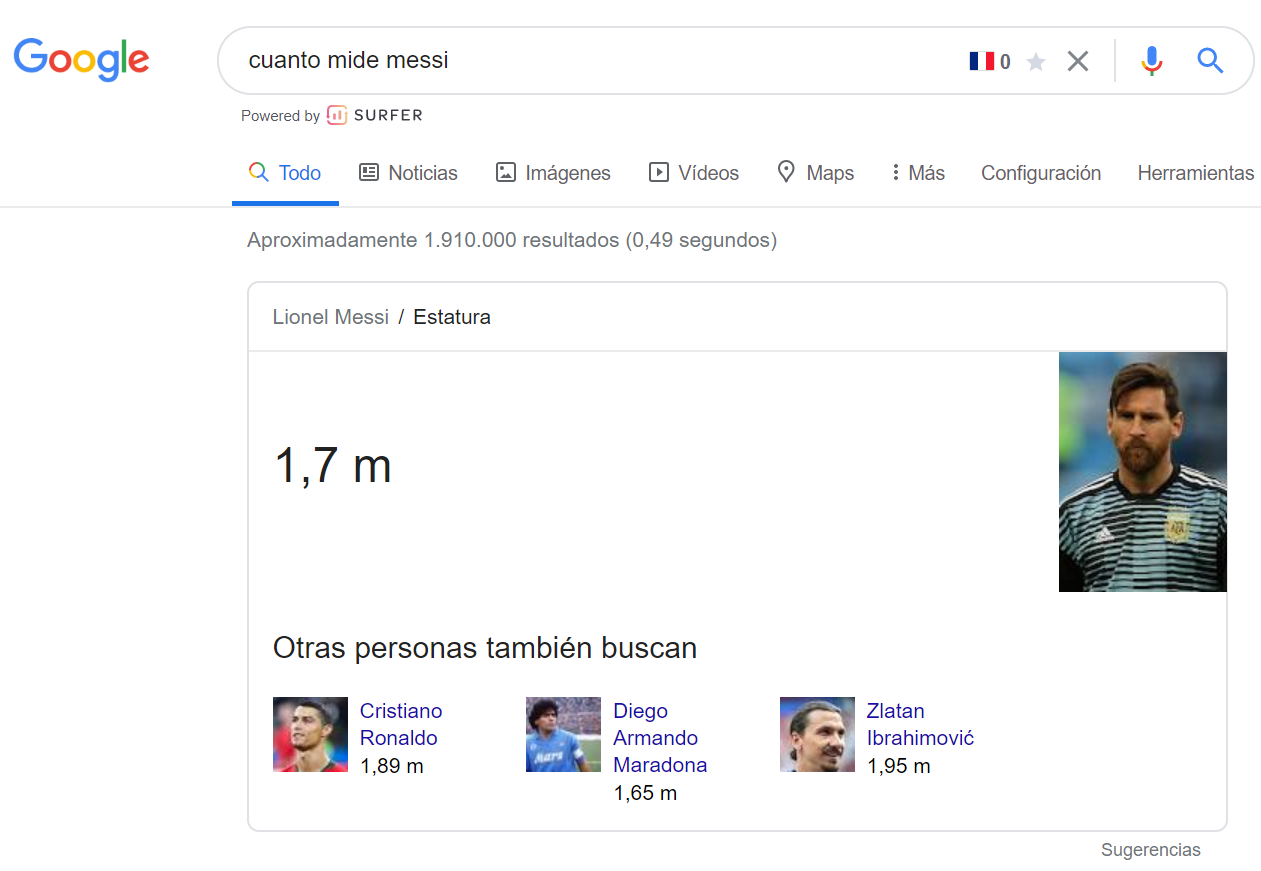 Google
cuanto mide messi
0
Powered by SURFER
Todo Noticias Imágenes Vídeos Maps Más Configuración Herramientas
Aproximadamente 1.910.000 resultados (0,49 segundos)
Lionel Messi / Estatura
1,7 m
Otras personas también buscan
Cristiano
Ronaldo
1,89 m
Diego
Armando
Maradona
1,65 m
Zlatan
Ibrahimović
1,95 m
Sugerencias